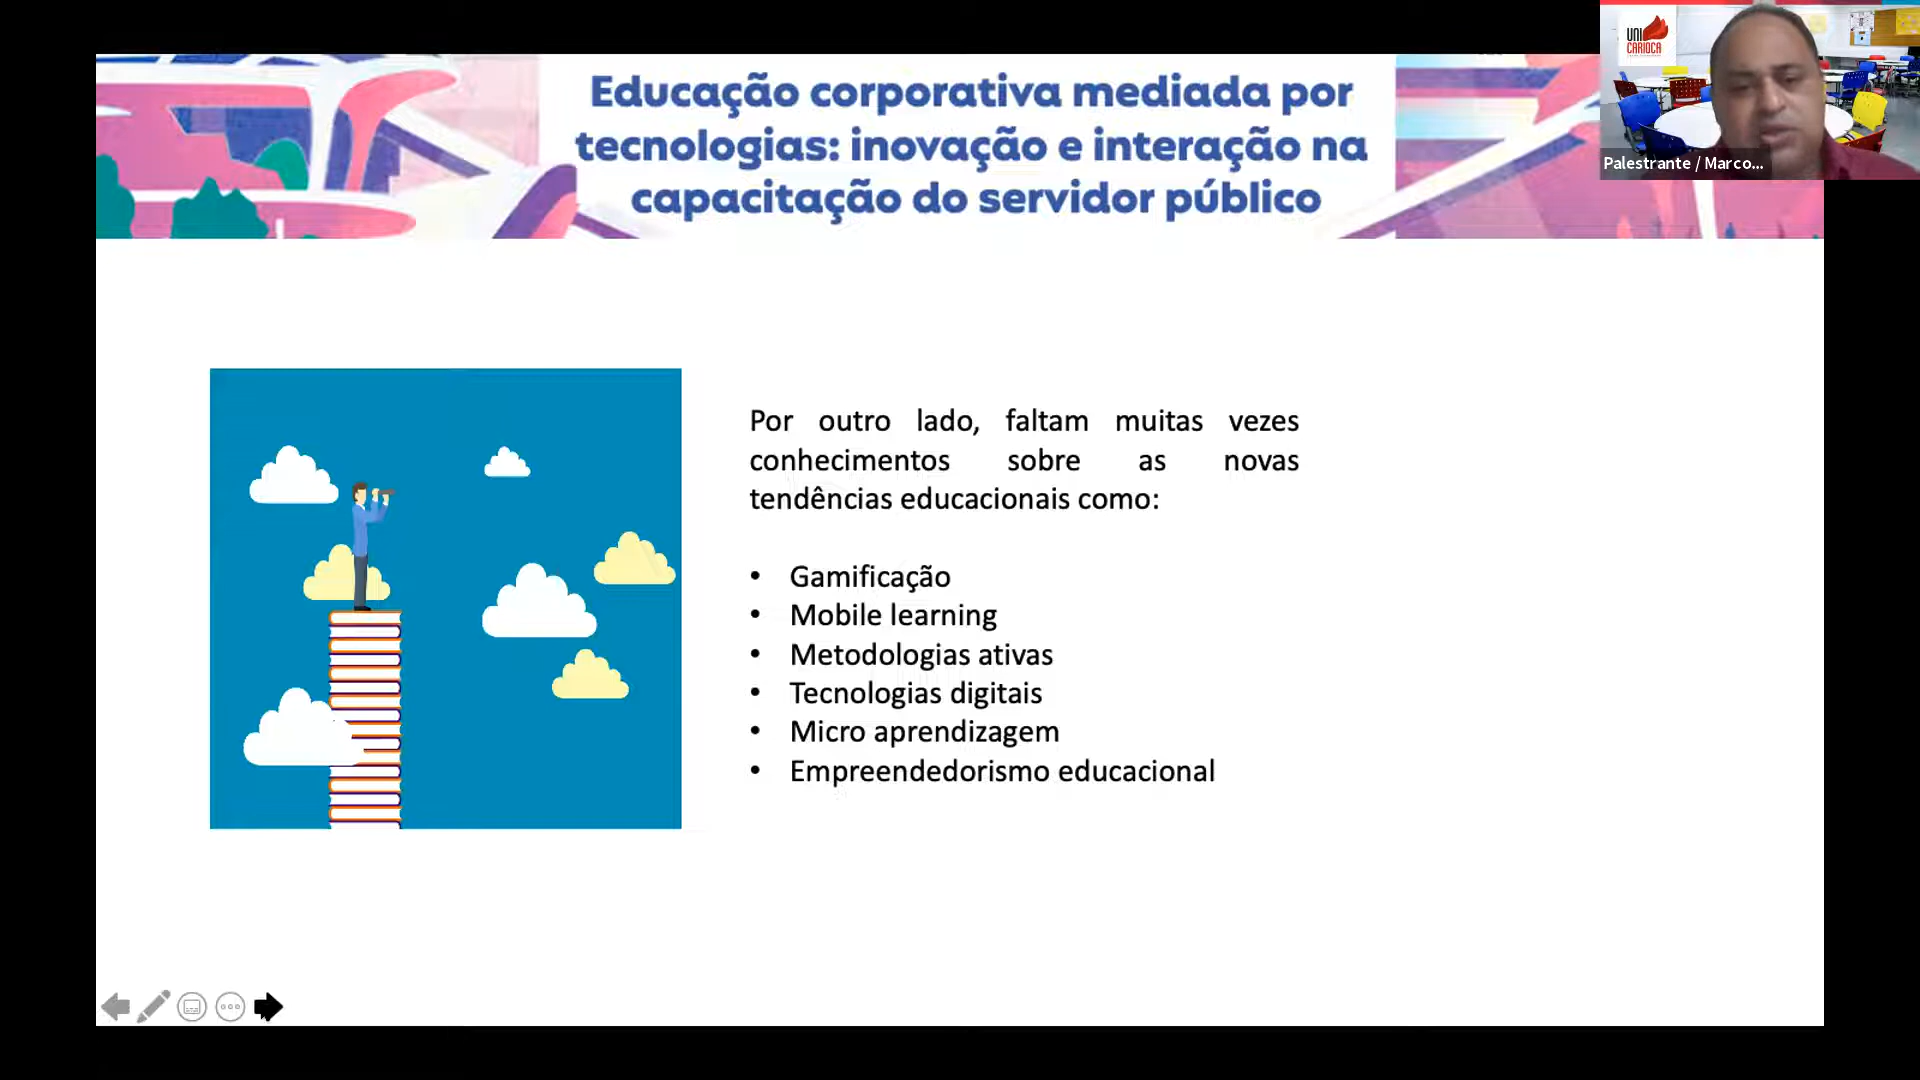 Educação corporativa mediada por
tecnologias: inovação e interação na
capacitação do servidor público
UNI
CARIOCA
Palestrante / Marco...
Por outro lado, faltam muitas vezes
conhecimentos sobre as novas
tendências educacionais como:
• Gamificação
• Mobile learning
• Metodologias ativas
• Tecnologias digitais
• Micro aprendizagem
• Empreendedorismo educacional